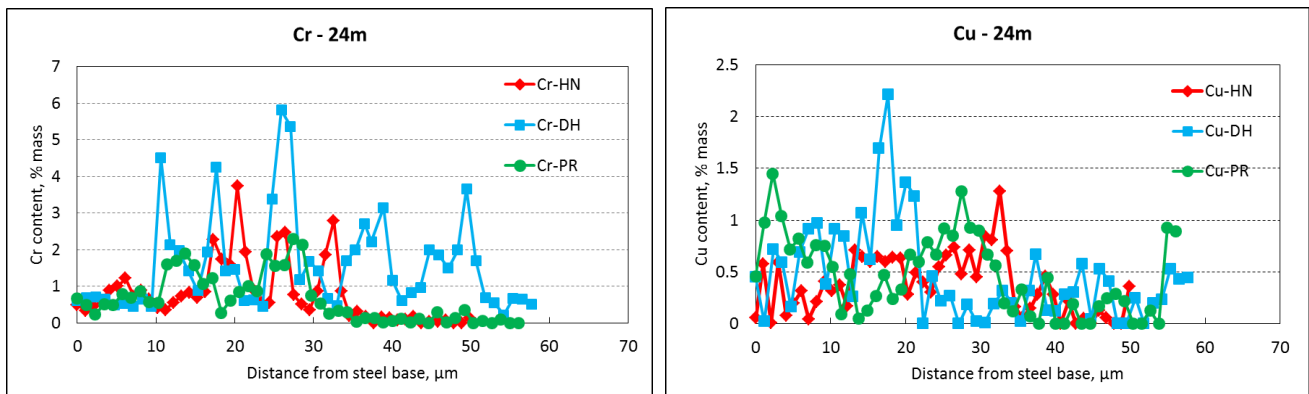 Cr - 24m
7
6
5
4
3
2
1
0
Cr content, % mass
Cr-HN
Cr-DH
Cr-PR
0 10 20 30 40 50 60 70
Distance from steel base, µm
Cu - 24m
2.5
2
1.5
1
0.5
0
Cu content, % mass
Cu-HN
Cu-DH
Cu-PR
0 10 20 30 40 50 60 70
Distance from steel base, µm